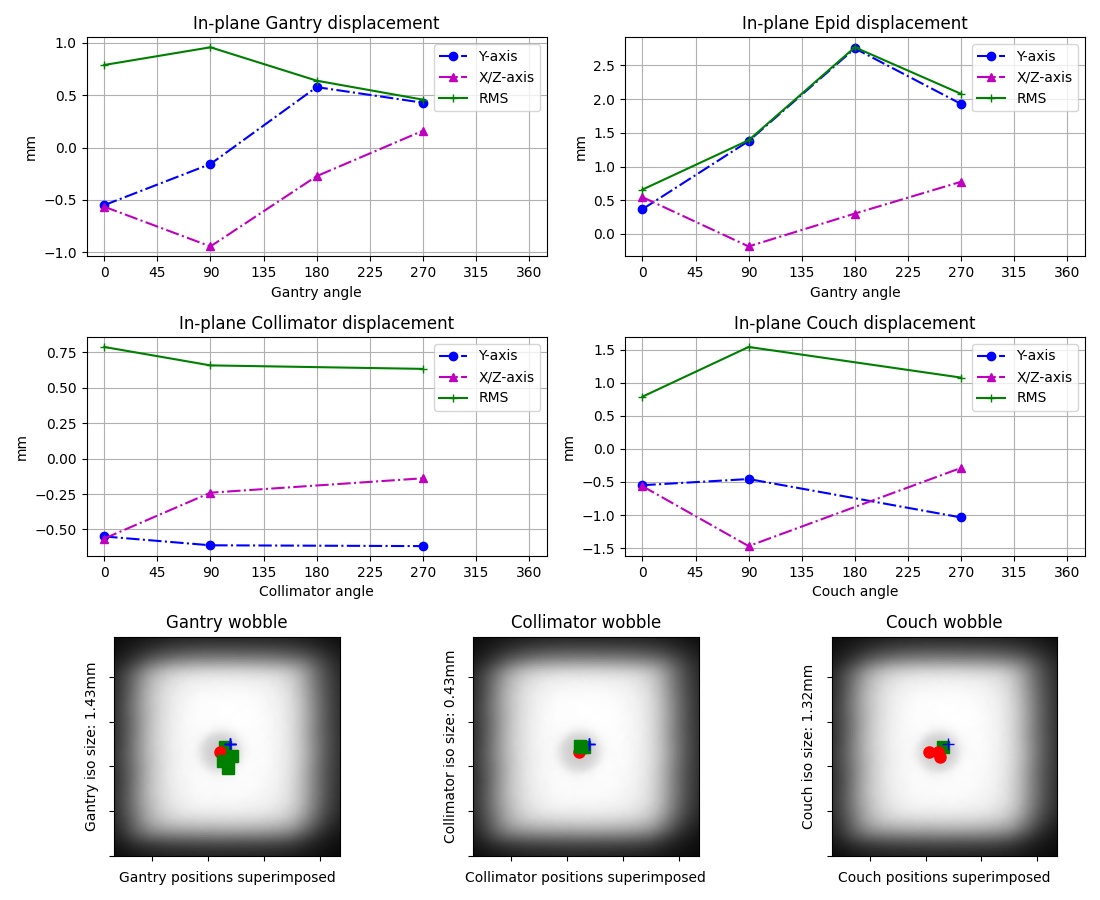 In-plane Gantry displacement
1.0
0.5
0.0
−0.5
−1.0
mm
Y-axis
X/Z-axis
RMS
0 45 90 135 180 225 270 315 360
Gantry angle
In-plane Epid displacement
2.5
2.0
1.5
1.0
0.5
0.0
mm
Y-axis
X/Z-axis
RMS
0 45 90 135 180 225 270 315 360
Gantry angle
In-plane Collimator displacement
0.75
0.50
0.25
0.00
−0.25
−0.50
mm
Y-axis
X/Z-axis
RMS
0 45 90 135 180 225 270 315 360
Collimator angle
In-plane Couch displacement
1.5
1.0
0.5
0.0
−0.5
−1.0
−1.5
mm
Y-axis
X/Z-axis
RMS
0 45 90 135 180 225 270 315 360
Couch angle
Gantry wobble
Gantry iso size: 1.43mm
Gantry positions superimposed
Collimator wobble
Collimator iso size: 0.43mm
Collimator positions superimposed
Couch wobble
Couch iso size: 1.32mm
Couch positions superimposed